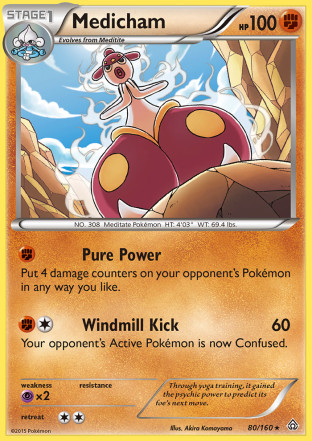 STAGE1 Medicham HP100
Evolves from Meditite
NO. 308 Meditate Pokémon HT: 4'03" WT: 69.4 lbs.
Pure Power
Put 4 damage counters on your opponent's Pokémon
in any way you like.
Windmill Kick 60
Your opponent's Active Pokémon is now Confused.
weakness resistance
×2
retreat
Through yoga training, it gained
the psychic power to predict its
foe's next move.
Illus. Akira Komayama 80/160 ★
©2015 Pokémon